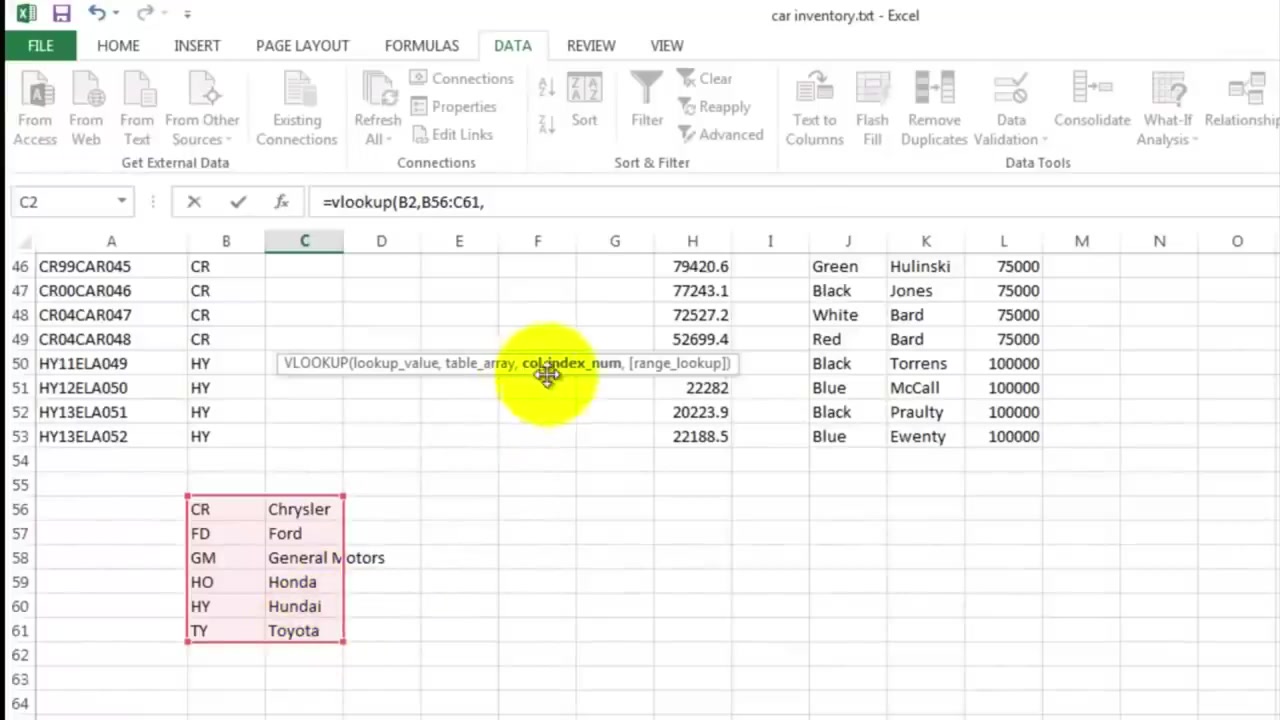 car inventory.txt - Excel
FILE HOME INSERT PAGE LAYOUT FORMULAS DATA REVIEW VIEW
From Access
From Web
From Text
From Other Sources
Existing Connections
Refresh All
Connections
Properties
Edit Links
Sort
Filter
Clear
Reapply
Advanced
Text to Columns
Flash Fill
Remove Duplicates
Data Validation
Consolidate
What-If Analysis
Relationship
Get External Data Connections Sort & Filter Data Tools
C2 fx =vlookup(B2,B56:C61,
A B C D E F G H I J K L M N O
46 CR99CAR045 CR 79420.6 Green Hulinski 75000
47 CR00CAR046 CR 77243.1 Black Jones 75000
48 CR04CAR047 CR 72527.2 White Bard 75000
49 CR04CAR048 CR 52699.4 Red Bard 75000
50 HY11ELA049 HY VLOOKUP(lookup_value, table_array, col_index_num, [range_lookup]) Black Torrens 100000
51 HY12ELA050 HY 22282 Blue McCall 100000
52 HY13ELA051 HY 20223.9 Black Praulty 100000
53 HY13ELA052 HY 22188.5 Blue Ewenty 100000
54
55
56 CR Chrysler
57 FD Ford
58 GM General Motors
59 HO Honda
60 HY Hundai
61 TY Toyota
62
63
64